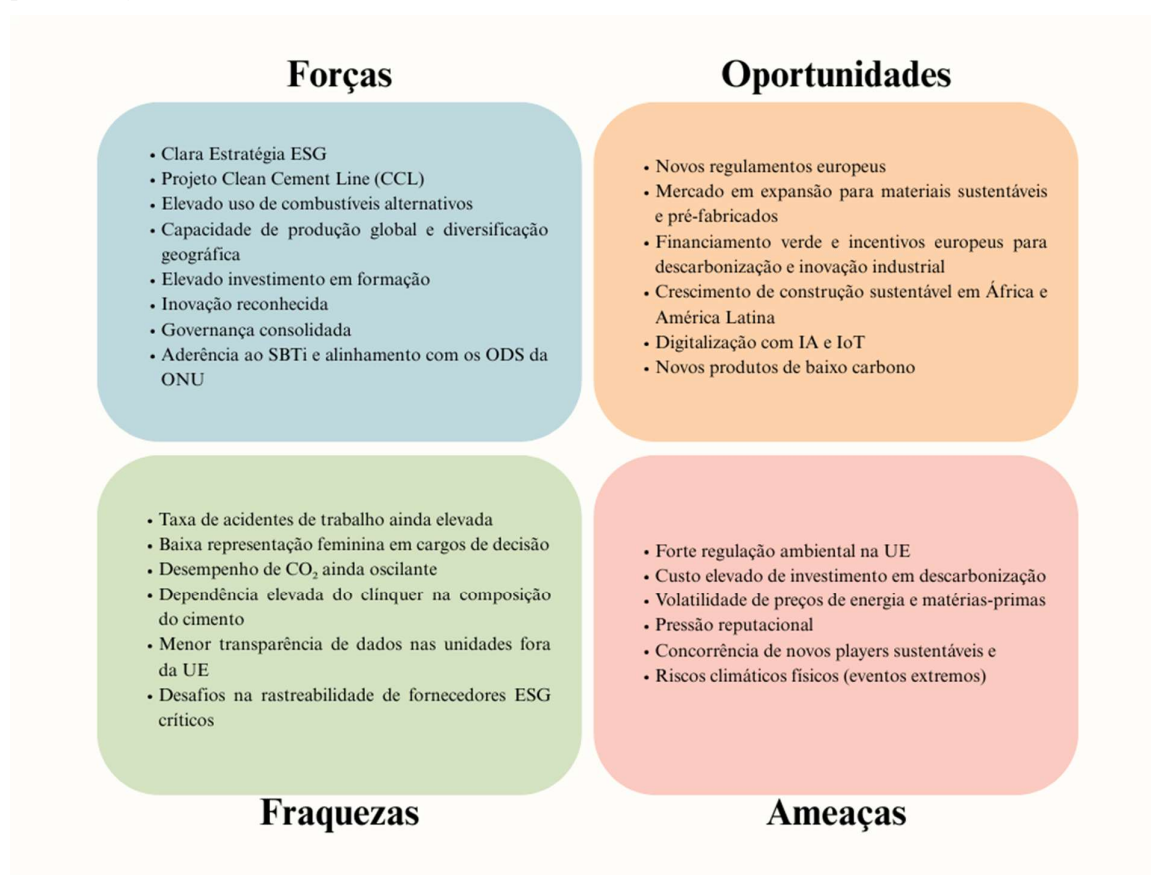 Forças
• Clara Estratégia ESG
• Projeto Clean Cement Line (CCL)
• Elevado uso de combustíveis alternativos
• Capacidade de produção global e diversificação
geográfica
• Elevado investimento em formação
• Inovação reconhecida
• Governança consolidada
• Aderência ao SBTi e alinhamento com os ODS da
ONU
Oportunidades
• Novos regulamentos europeus
• Mercado em expansão para materiais sustentáveis
e pré-fabricados
• Financiamento verde e incentivos europeus para
descarbonização e inovação industrial
• Crescimento de construção sustentável em África e
América Latina
• Digitalização com IA e IoT
• Novos produtos de baixo carbono
• Taxa de acidentes de trabalho ainda elevada
• Baixa representação feminina em cargos de decisão
• Desempenho de CO₂ ainda oscilante
• Dependência elevada do clínquer na composição
do cimento
• Menor transparência de dados nas unidades fora
da UE
• Desafios na rastreabilidade de fornecedores ESG
críticos
Fraquezas
• Forte regulação ambiental na UE
• Custo elevado de investimento em descarbonização
• Volatilidade de preços de energia e matérias-primas
• Pressão reputacional
• Concorrência de novos players sustentáveis e
• Riscos climáticos físicos (eventos extremos)
Ameaças